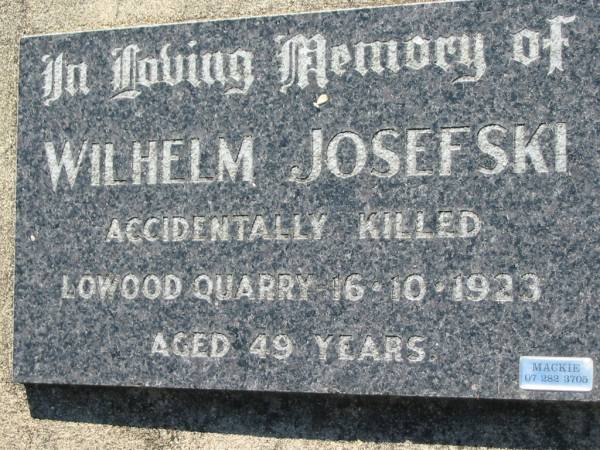 In Loving Memory of
WILHELM JOSEFSKI
ACCIDENTALLY KILLED
LOWOOD QUARRY 16·10·1923
AGED 49 YEARS
MACKIE
07 282 3705